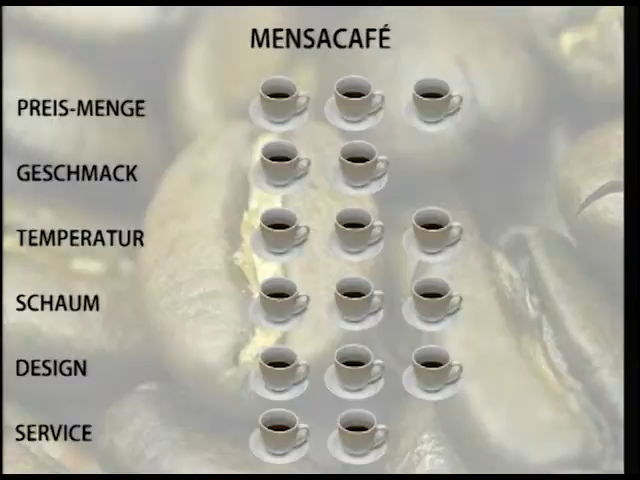 MENSACAFÉ
PREIS-MENGE
GESCHMACK
TEMPERATUR
SCHAUM
DESIGN
SERVICE